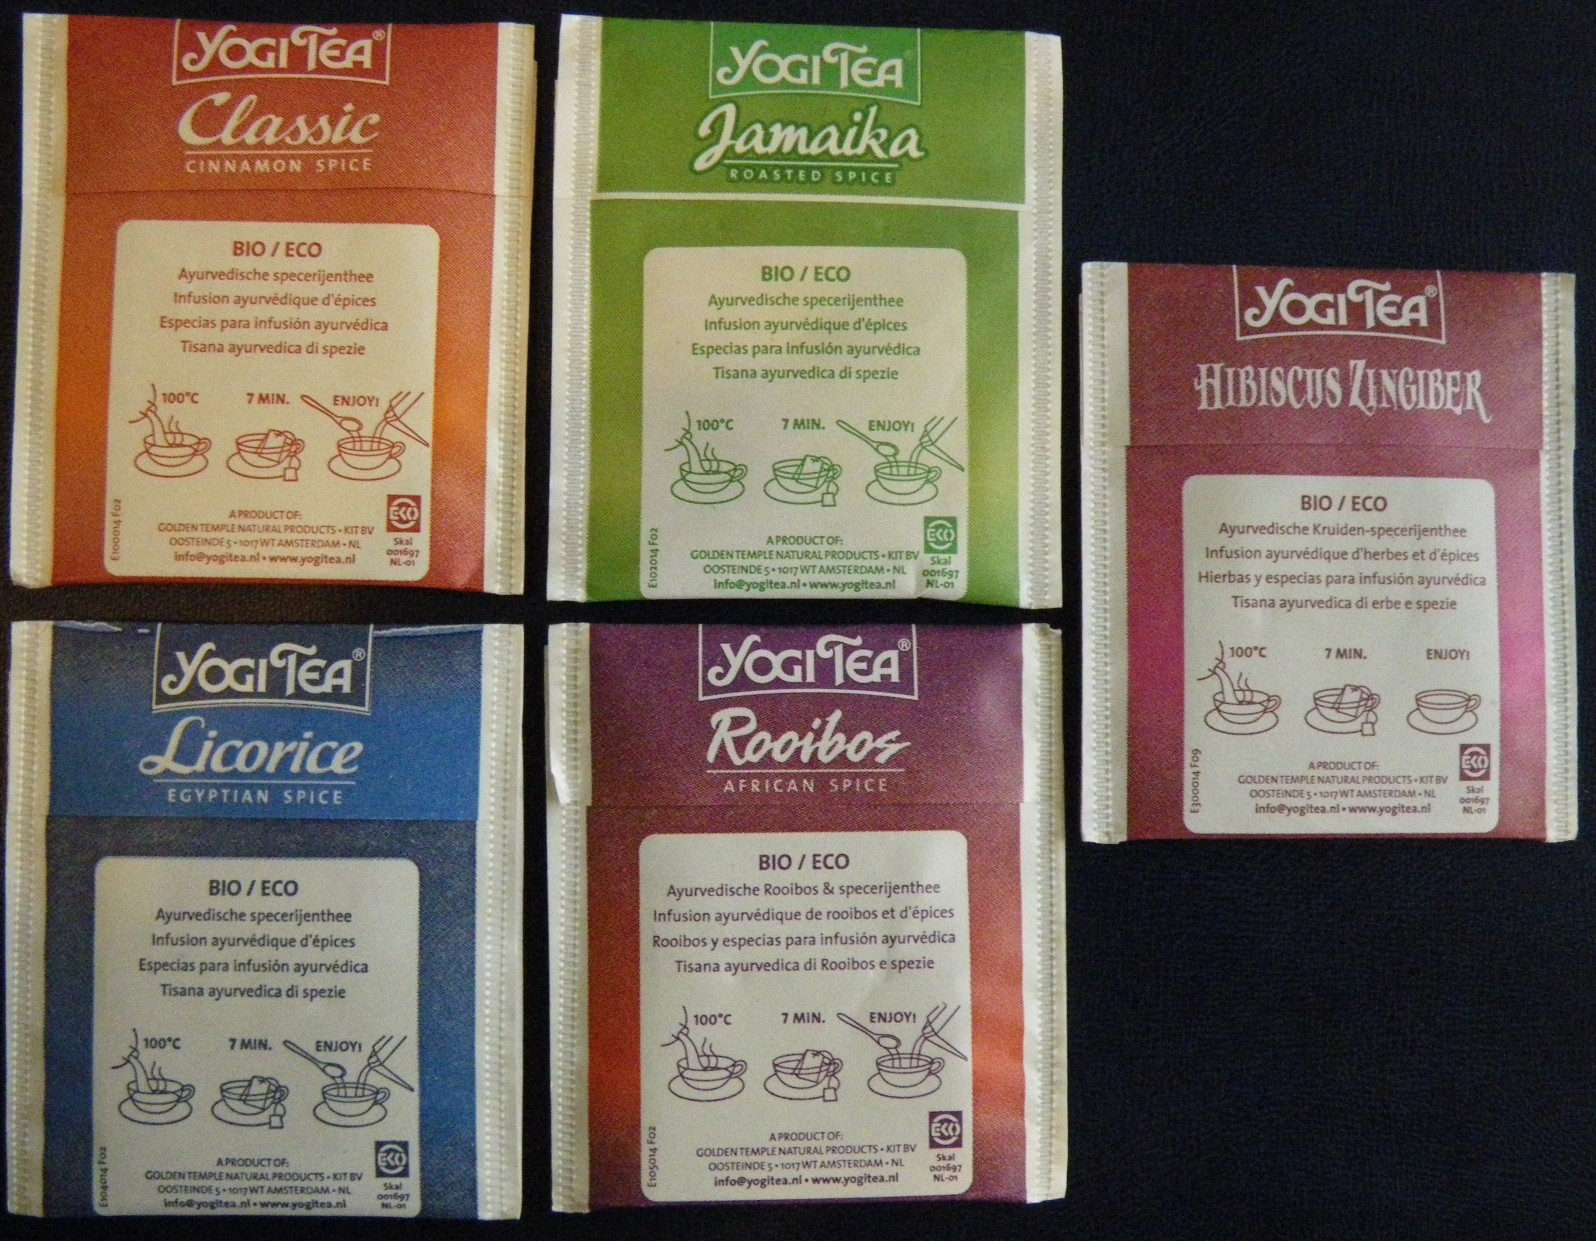 YOGI TEA®
Classic
CINNAMON SPICE
BIO / ECO
Ayurvedische specerijenthee
Infusion ayurvédique d'épices
Especias para infusión ayurvédica
Tisana ayurvedica di spezie
100°C 7 MIN. ENJOY!
A PRODUCT OF:
GOLDEN TEMPLE NATURAL PRODUCTS • KIT BV
OOSTEINDE 5 • 1017 WT AMSTERDAM • NL
info@yogitea.nl • www.yogitea.nl
E100014 F02
EKO
Skal
001697
NL-01
YOGI TEA®
Jamaika
ROASTED SPICE
BIO / ECO
Ayurvedische specerijenthee
Infusion ayurvédique d'épices
Especias para infusión ayurvédica
Tisana ayurvedica di spezie
100°C 7 MIN. ENJOY!
A PRODUCT OF:
GOLDEN TEMPLE NATURAL PRODUCTS • KIT BV
OOSTEINDE 5 • 1017 WT AMSTERDAM • NL
info@yogitea.nl • www.yogitea.nl
E102014 F02
EKO
Skal
001697
NL-01
YOGI TEA®
HIBISCUS ZINGIBER
BIO / ECO
Ayurvedische Kruiden-specerijenthee
Infusion ayurvédique d'herbes et d'épices
Hierbas y especias para infusión ayurvédica
Tisana ayurvedica di erbe e spezie
100°C 7 MIN. ENJOY!
A PRODUCT OF:
GOLDEN TEMPLE NATURAL PRODUCTS • KIT BV
OOSTEINDE 5 • 1017 WT AMSTERDAM • NL
info@yogitea.nl • www.yogitea.nl
E300014 F09
EKO
Skal
001697
NL-01
YOGI TEA®
Licorice
EGYPTIAN SPICE
BIO / ECO
Ayurvedische specerijenthee
Infusion ayurvédique d'épices
Especias para infusión ayurvédica
Tisana ayurvedica di spezie
100°C 7 MIN. ENJOY!
A PRODUCT OF:
GOLDEN TEMPLE NATURAL PRODUCTS • KIT BV
OOSTEINDE 5 • 1017 WT AMSTERDAM • NL
info@yogitea.nl • www.yogitea.nl
E104014 F02
EKO
Skal
001697
NL-01
YOGI TEA®
Rooibos
AFRICAN SPICE
BIO / ECO
Ayurvedische Rooibos & specerijenthee
Infusion ayurvédique de rooibos et d'épices
Rooibos y especias para infusión ayurvédica
Tisana ayurvedica di Rooibos e spezie
100°C 7 MIN. ENJOY!
A PRODUCT OF:
GOLDEN TEMPLE NATURAL PRODUCTS • KIT BV
OOSTEINDE 5 • 1017 WT AMSTERDAM • NL
info@yogitea.nl • www.yogitea.nl
E105014 F02
EKO
Skal
001697
NL-01